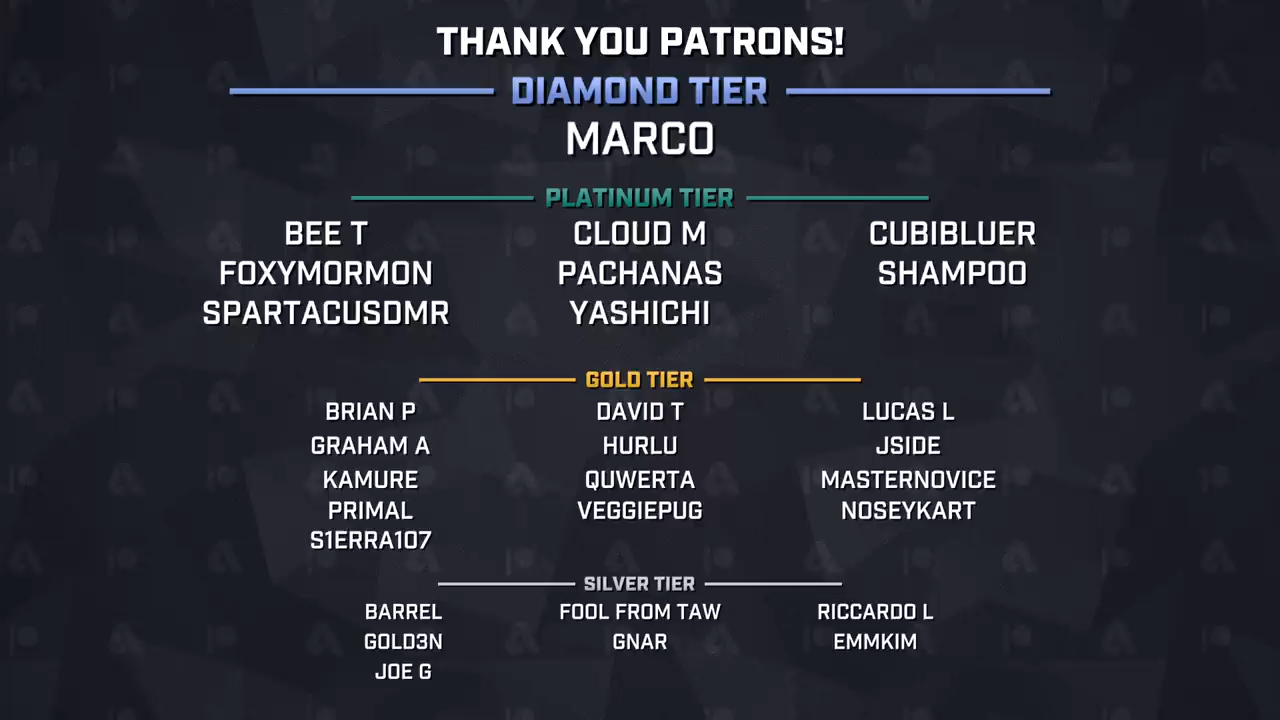 THANK YOU PATRONS!
DIAMOND TIER
MARCO
PLATINUM TIER
BEE T CLOUD M CUBIBLUER
FOXYMORMON PACHANAS SHAMPOO
SPARTACUSDMR YASHICHI
GOLD TIER
BRIAN P DAVID T LUCAS L
GRAHAM A HURLU JSIDE
KAMURE QUWERTA MASTERNOVICE
PRIMAL VEGGIEPUG NOSEYKART
S1ERRA107
SILVER TIER
BARREL FOOL FROM TAW RICCARDO L
GOLD3N GNAR EMMKIM
JOE G